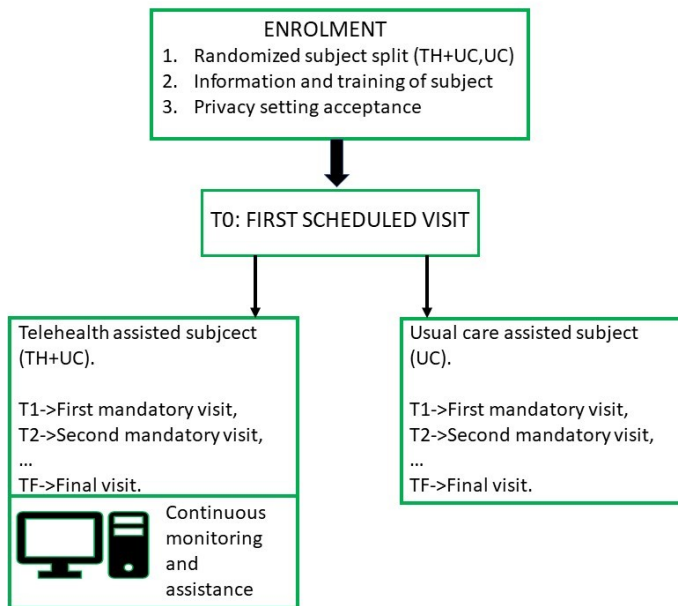 ENROLMENT
1. Randomized subject split (TH+UC,UC)
2. Information and training of subject
3. Privacy setting acceptance
T0: FIRST SCHEDULED VISIT
Telehealth assisted subjcect
(TH+UC).
T1->First mandatory visit,
T2->Second mandatory visit,
...
TF->Final visit.
Continuous
monitoring
and
assistance
Usual care assisted subject
(UC).
T1->First mandatory visit,
T2->Second mandatory visit,
...
TF->Final visit.